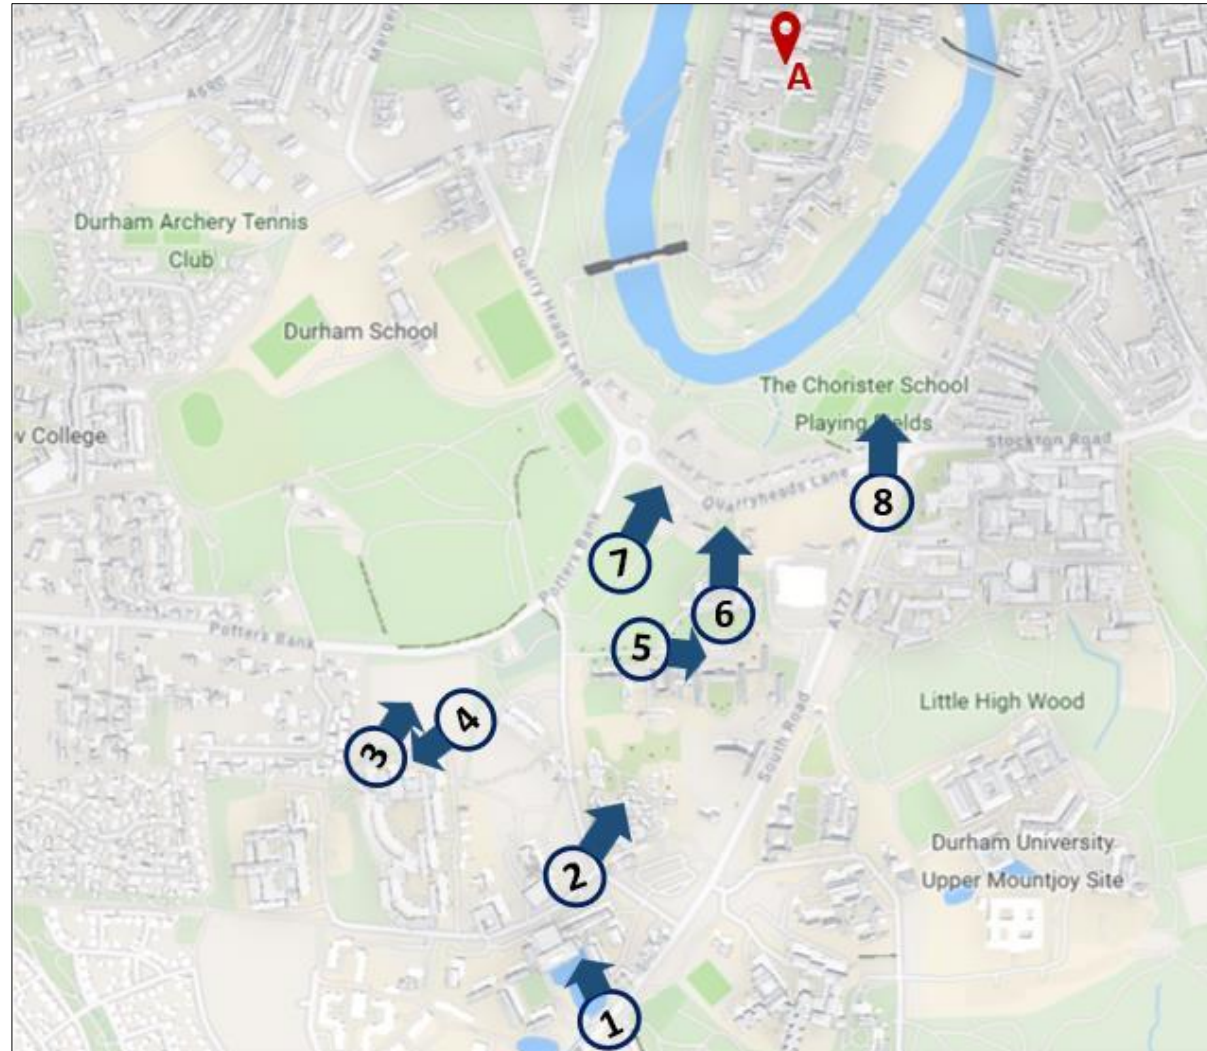 A
A690
Durham Archery Tennis
Club
Quarry Heads Lane
Durham School
The Chorister School
Playing Fields
v College
Stockton Road
Quarryheads Lane
8
7
Potters Bank
6
A177
5
Potters Bank
Little High Wood
4
3
South Road
2
Durham University
Upper Mountjoy Site
1